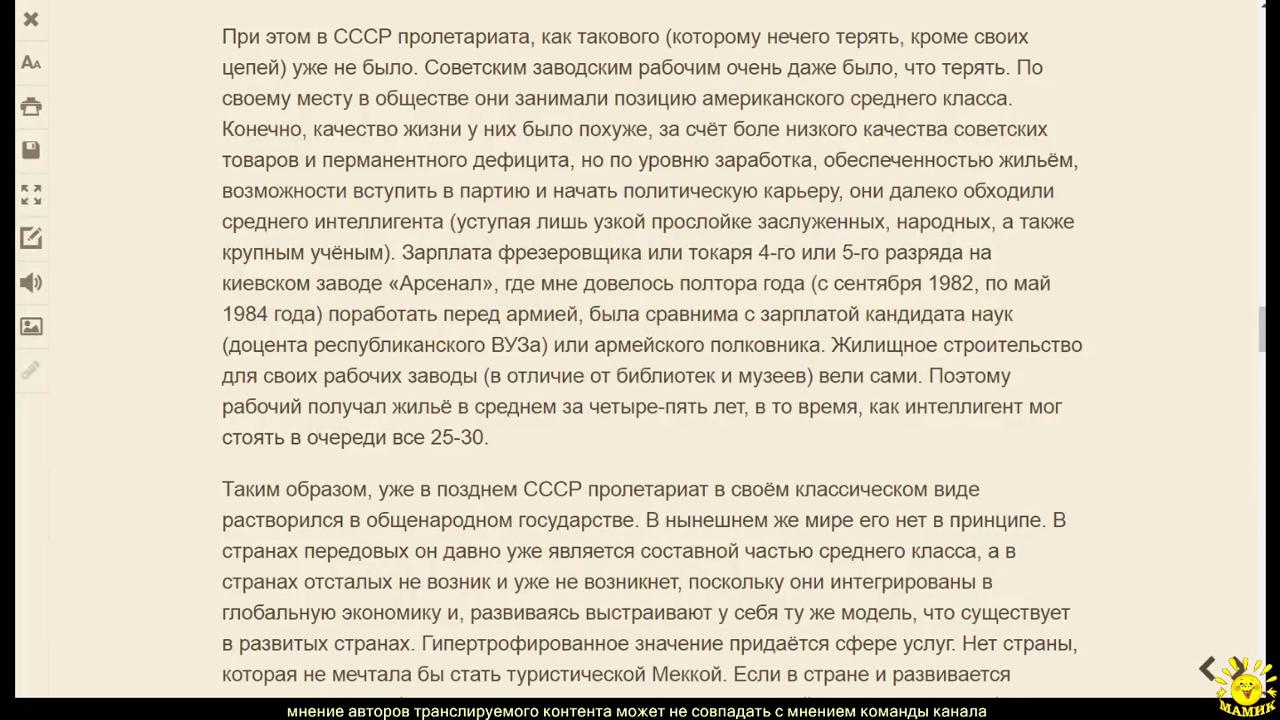 При этом в СССР пролетариата, как такового (которому нечего терять, кроме своих
цепей) уже не было. Советским заводским рабочим очень даже было, что терять. По
своему месту в обществе они занимали позицию американского среднего класса.
Конечно, качество жизни у них было похуже, за счёт боле низкого качества советских
товаров и перманентного дефицита, но по уровню заработка, обеспеченностью жильём,
возможности вступить в партию и начать политическую карьеру, они далеко обходили
среднего интеллигента (уступая лишь узкой прослойке заслуженных, народных, а также
крупным учёным). Зарплата фрезеровщика или токаря 4-го или 5-го разряда на
киевском заводе «Арсенал», где мне довелось полтора года (с сентября 1982, по май
1984 года) поработать перед армией, была сравнима с зарплатой кандидата наук
(доцента республиканского ВУЗа) или армейского полковника. Жилищное строительство
для своих рабочих заводы (в отличие от библиотек и музеев) вели сами. Поэтому
рабочий получал жильё в среднем за четыре-пять лет, в то время, как интеллигент мог
стоять в очереди все 25-30.
Таким образом, уже в позднем СССР пролетариат в своём классическом виде
растворился в общенародном государстве. В нынешнем же мире его нет в принципе. В
странах передовых он давно уже является составной частью среднего класса, а в
странах отсталых не возник и уже не возникнет, поскольку они интегрированы в
глобальную экономику и, развиваясь выстраивают у себя ту же модель, что существует
в развитых странах. Гипертрофированное значение придаётся сфере услуг. Нет страны,
которая не мечтала бы стать туристической Меккой. Если в стране и развивается
МАМИК
мнение авторов транслируемого контента может не совпадать с мнением команды канала